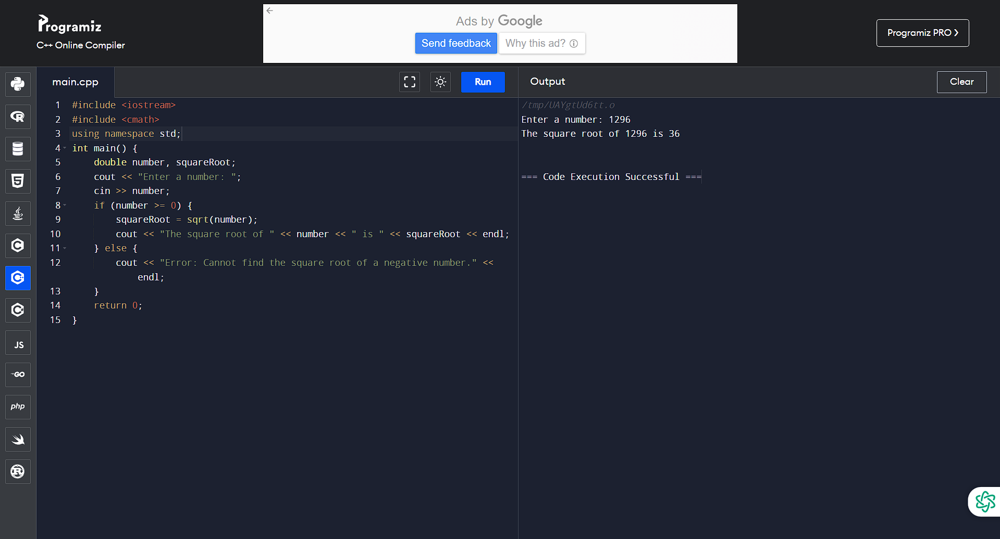 Programiz
C++ Online Compiler
Ads by Google
Send feedback
Why this ad?
Programiz PRO
main.cpp
Run
1 #include <iostream>
2 #include <cmath>
3 using namespace std;
4 int main() {
5     double number, squareRoot;
6     cout << "Enter a number: ";
7     cin >> number;
8     if (number >= 0) {
9         squareRoot = sqrt(number);
10         cout << "The square root of " << number << " is " << squareRoot << endl;
11     } else {
12         cout << "Error: Cannot find the square root of a negative number." <<
            endl;
13     }
14     return 0;
15 }
Output
Clear
/tmp/UAYgtUd6tt.o
Enter a number: 1296
The square root of 1296 is 36
=== Code Execution Successful ===
R
5
C
C++
C#
JS
GO
php
R